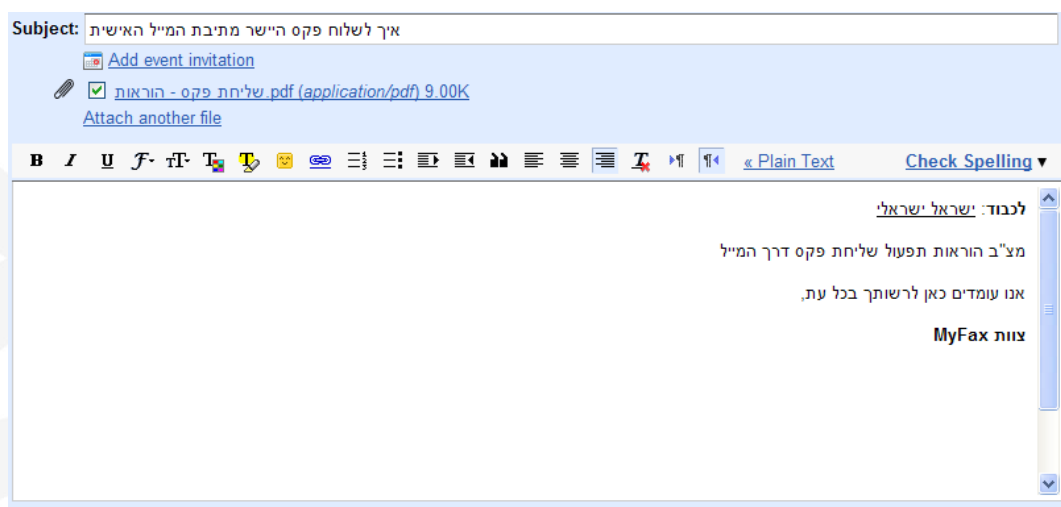 Subject: איך לשלוח פקס היישר מתיבת המייל האישית
Add event invitation
שליחת פקס - הוראות.pdf (application/pdf) 9.00K
Attach another file
B I U « Plain Text Check Spelling
לכבוד: ישראל ישראלי
מצ"ב הוראות תפעול שליחת פקס דרך המייל
אנו עומדים כאן לרשותך בכל עת,
צוות MyFax